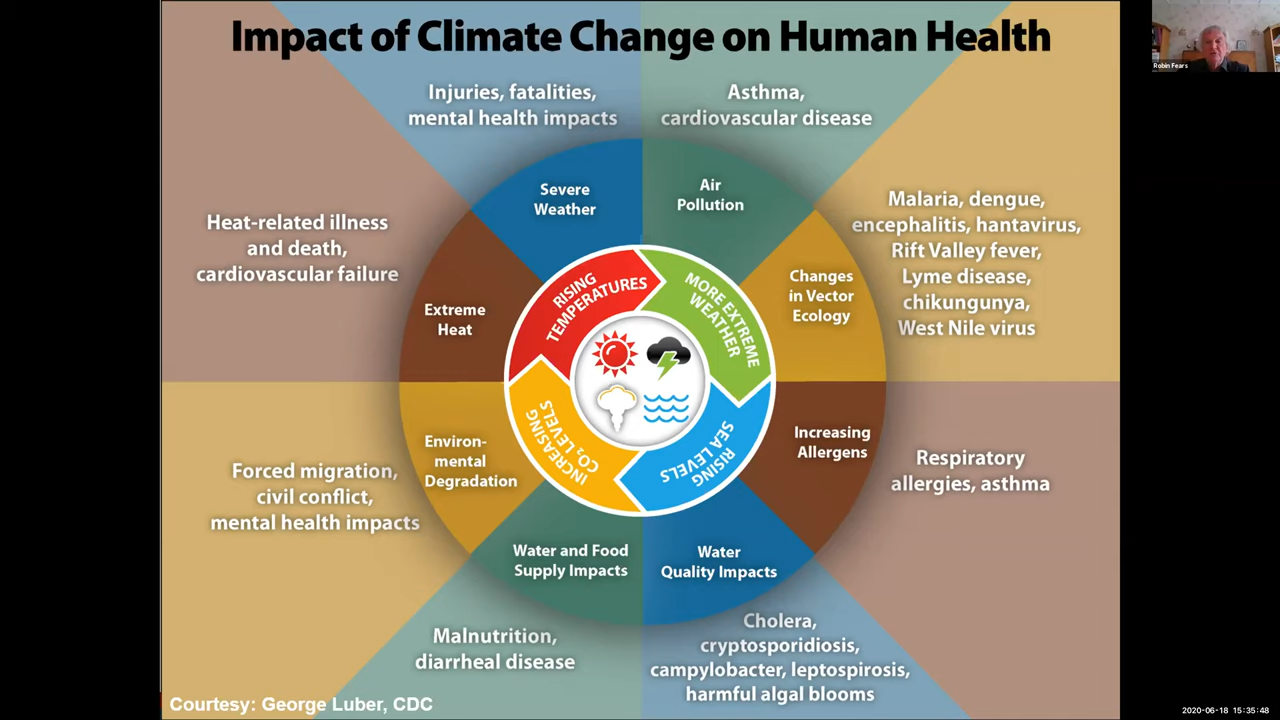 Impact of Climate Change on Human Health
Robin Fears
Injuries, fatalities,
mental health impacts
Asthma,
cardiovascular disease
Severe
Weather
Air
Pollution
Heat-related illness
and death,
cardiovascular failure
Malaria, dengue,
encephalitis, hantavirus,
Rift Valley fever,
Lyme disease,
chikungunya,
West Nile virus
Extreme
Heat
Changes
in Vector
Ecology
RISING
TEMPERATURES
MORE EXTREME
WEATHER
INCREASING
CO₂ LEVELS
RISING
SEA LEVELS
Environ-
mental
Degradation
Increasing
Allergens
Forced migration,
civil conflict,
mental health impacts
Respiratory
allergies, asthma
Water and Food
Supply Impacts
Water
Quality Impacts
Malnutrition,
diarrheal disease
Cholera,
cryptosporidiosis,
campylobacter, leptospirosis,
harmful algal blooms
Courtesy: George Luber, CDC
2020-06-18 15:35:48